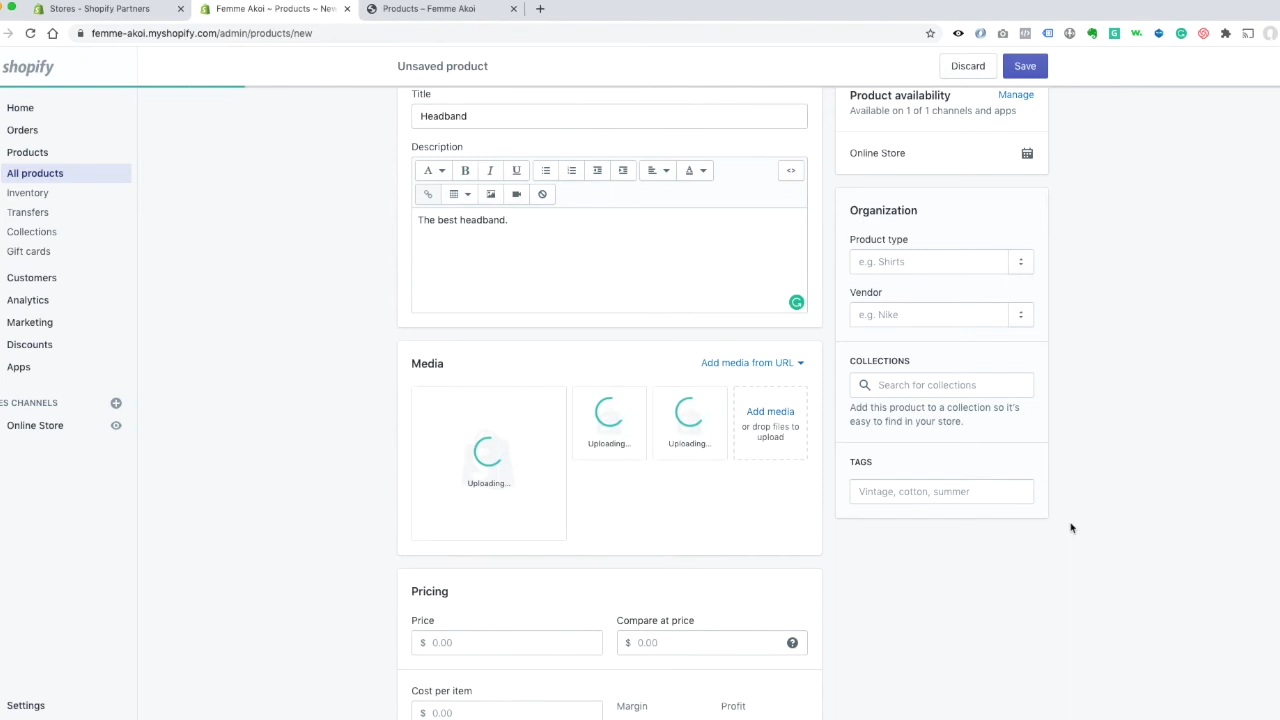 Stores - Shopify Partners
Femme Akoi ~ Products ~ New
Products – Femme Akoi
femme-akoi.myshopify.com/admin/products/new
shopify
Unsaved product
Discard
Save
Home
Orders
Products
All products
Inventory
Transfers
Collections
Gift cards
Customers
Analytics
Marketing
Discounts
Apps
ES CHANNELS
Online Store
Settings
Title
Headband
Description
The best headband.
Media
Add media from URL
Uploading...
Uploading...
Uploading...
Add media
or drop files to
upload
Pricing
Price
Compare at price
$ 0.00
$ 0.00
Cost per item
Margin
Profit
$ 0.00
Product availability
Manage
Available on 1 of 1 channels and apps
Online Store
Organization
Product type
e.g. Shirts
Vendor
e.g. Nike
COLLECTIONS
Search for collections
Add this product to a collection so it's
easy to find in your store.
TAGS
Vintage, cotton, summer